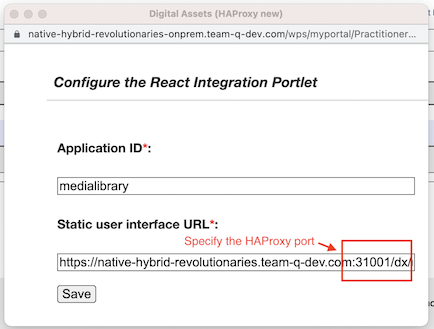 Digital Assets (HAProxy new)
native-hybrid-revolutionaries-onprem.team-q-dev.com/wps/myportal/Practitioner...
Configure the React Integration Portlet
Application ID*:
medialibrary
Static user interface URL*:
Specify the HAProxy port
https://native-hybrid-revolutionaries.team-q-dev.com:31001/dx/
Save